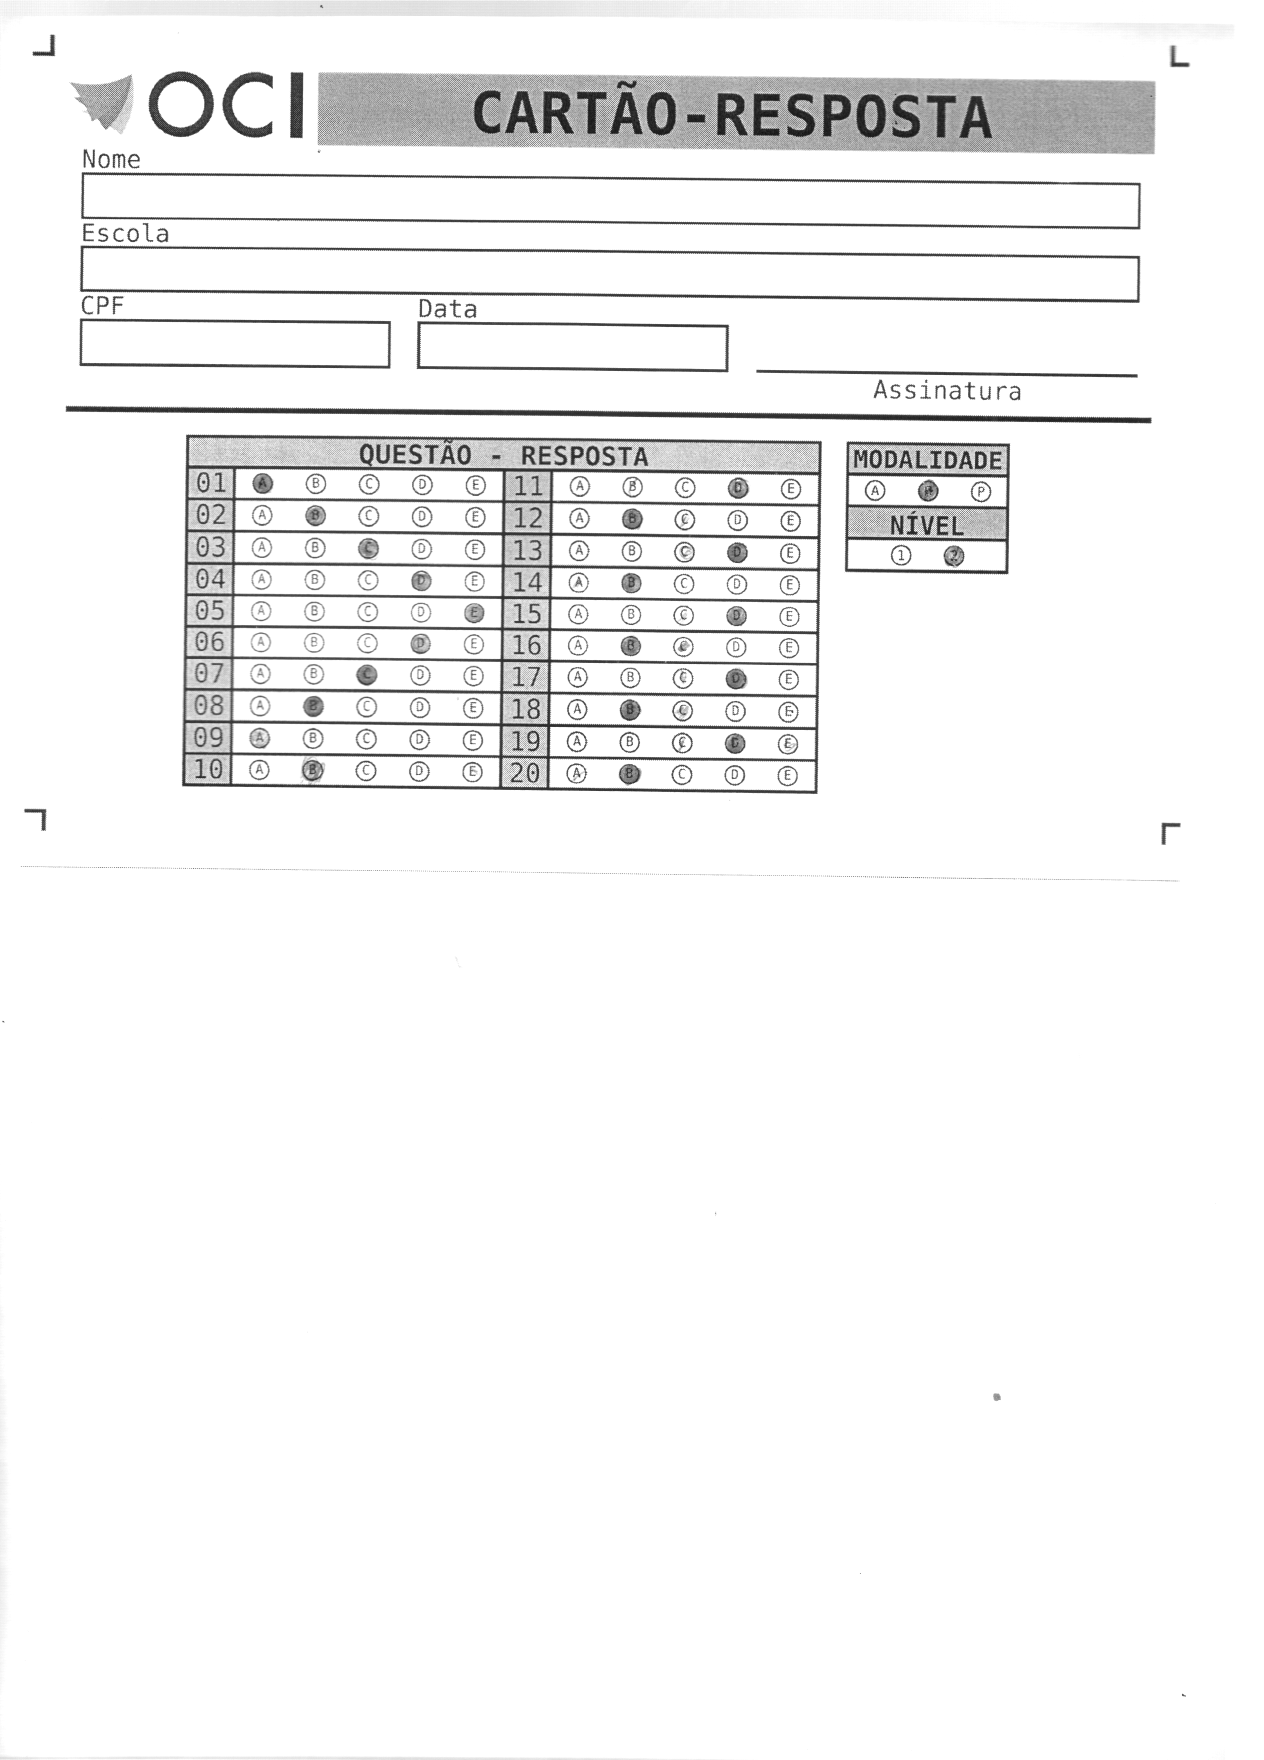 OCI CARTÃO-RESPOSTA
Nome
Escola
CPF Data
Assinatura
QUESTÃO - RESPOSTA MODALIDADE
01 A B C D E 11 A B C D E A P
02 A B C D E 12 A B C D E NÍVEL
03 A B C D E 13 A B C D E 1 2
04 A B C D E 14 A B C D E
05 A B C D E 15 A B C D E
06 A B C D E 16 A B C D E
07 A B C D E 17 A B C D E
08 A B C D E 18 A B C D E
09 A B C D E 19 A B C D E
10 A B C D E 20 A B C D E